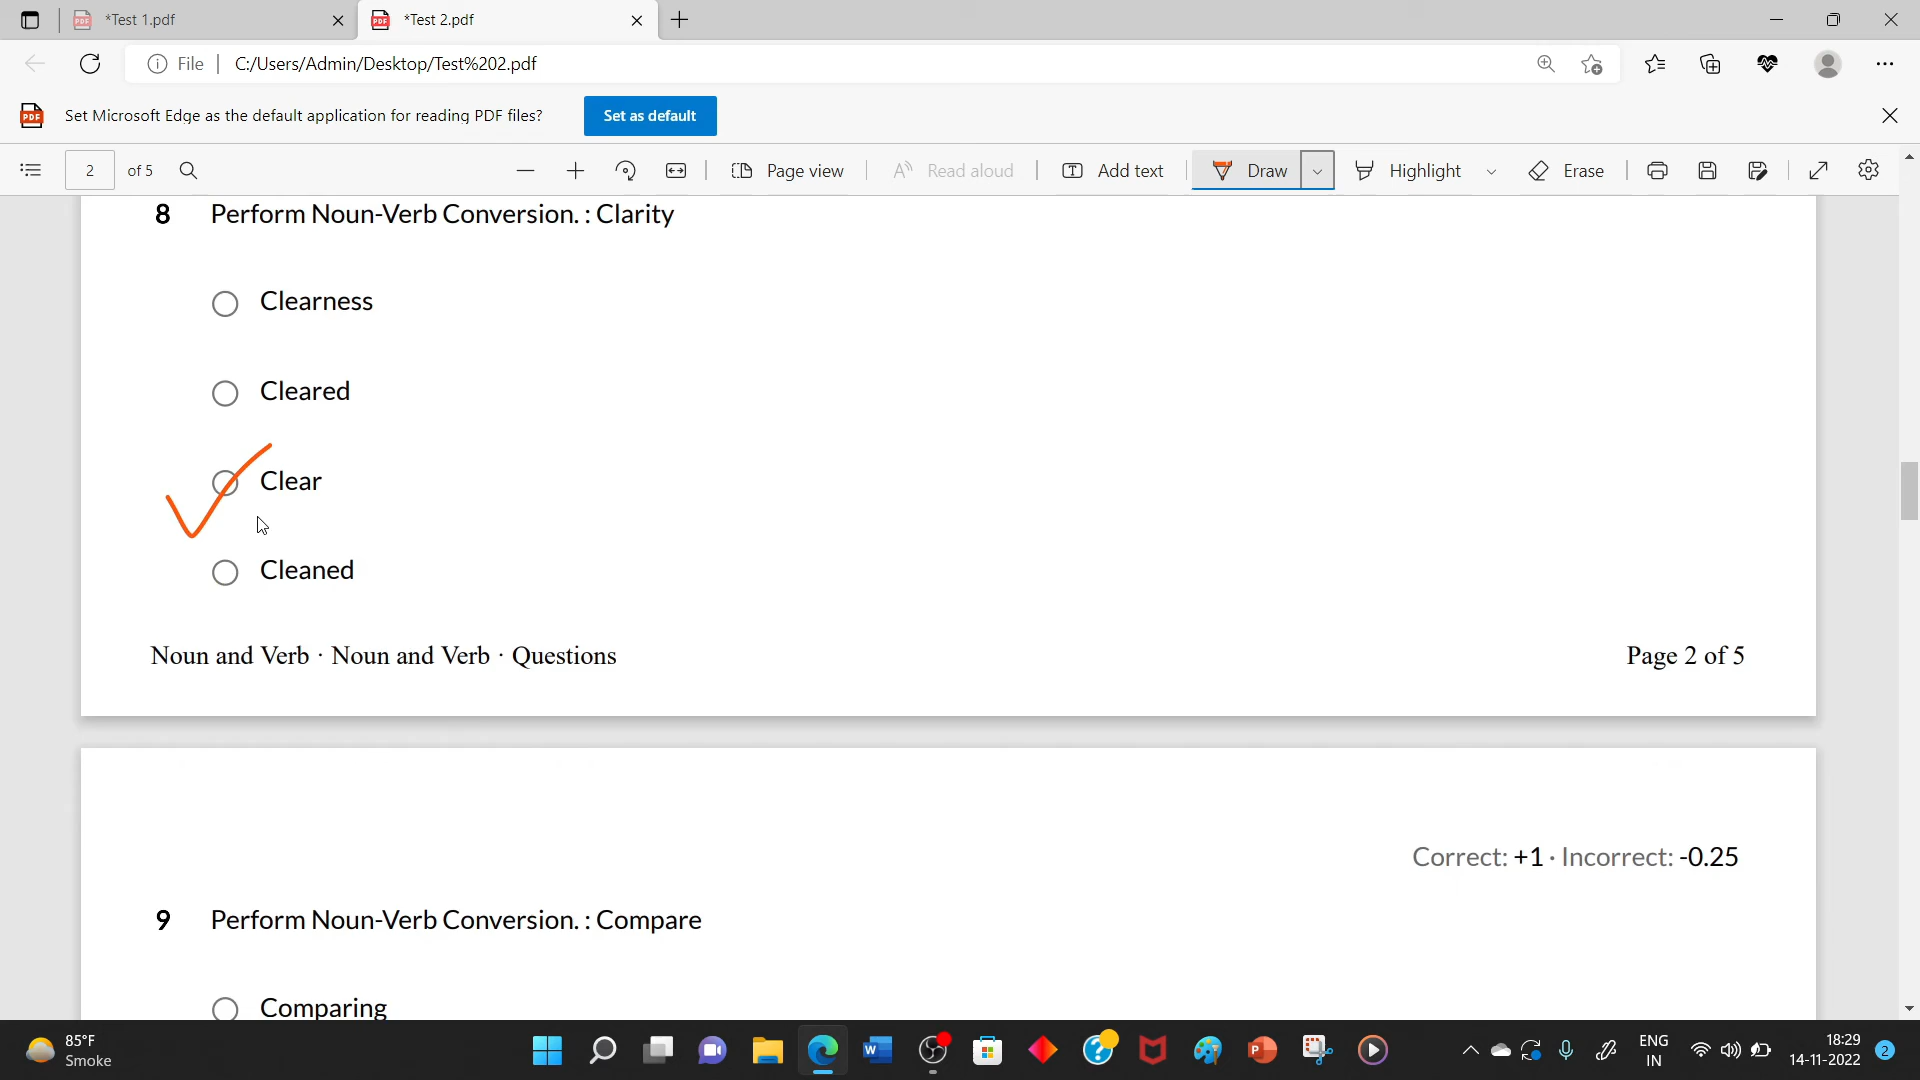 *Test 1.pdf
*Test 2.pdf
File
C:/Users/Admin/Desktop/Test%202.pdf
PDF Set Microsoft Edge as the default application for reading PDF files?
Set as default
2 of 5
Page view
Read aloud
Add text
Draw
Highlight
Erase
8 Perform Noun-Verb Conversion. : Clarity
Clearness
Cleared
Clear
Cleaned
Noun and Verb · Noun and Verb · Questions
Page 2 of 5
Correct: +1 · Incorrect: -0.25
9 Perform Noun-Verb Conversion. : Compare
Comparing
85°F
Smoke
ENG
IN
18:29
14-11-2022
2